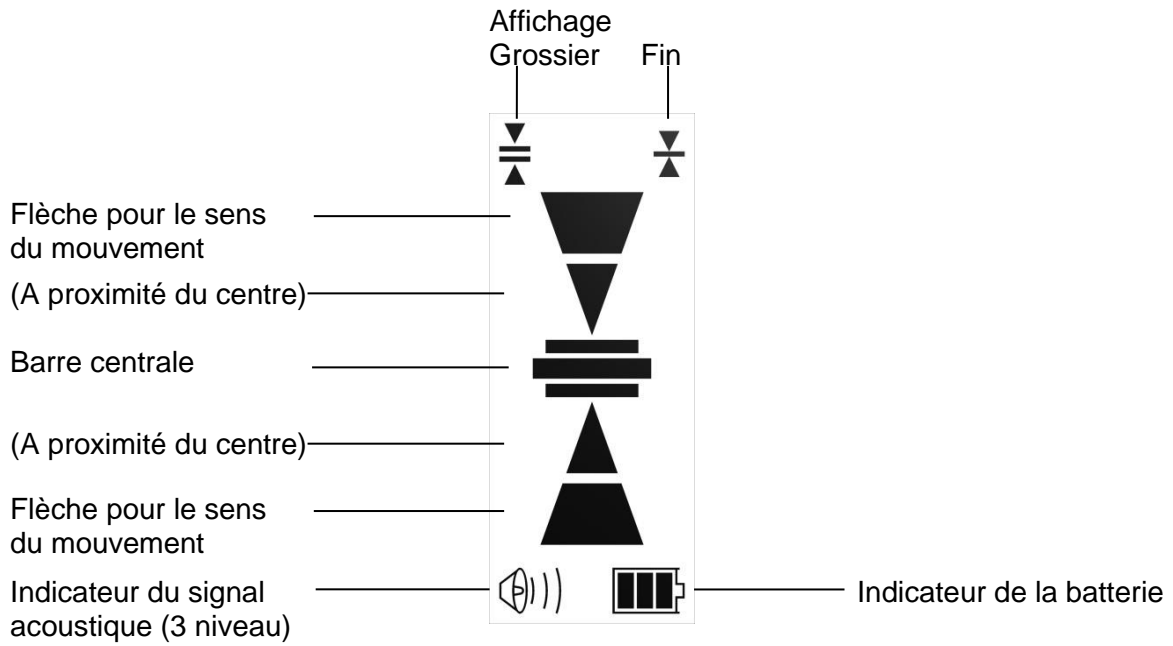 Affichage
Grossier Fin
Flèche pour le sens
du mouvement
(A proximité du centre)
Barre centrale
(A proximité du centre)
Flèche pour le sens
du mouvement
Indicateur du signal
acoustique (3 niveau)
Indicateur de la batterie